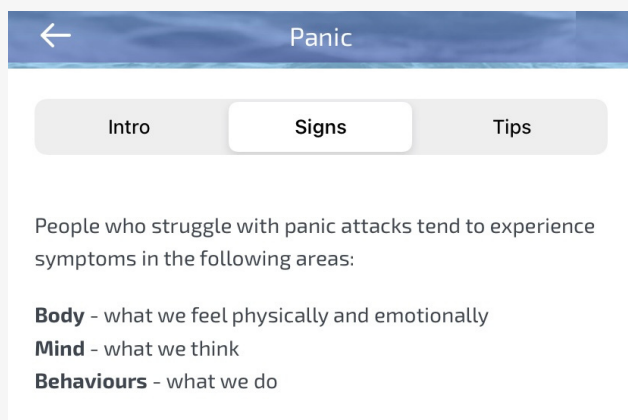 Panic
Intro Signs Tips
People who struggle with panic attacks tend to experience
symptoms in the following areas:
Body - what we feel physically and emotionally
Mind - what we think
Behaviours - what we do